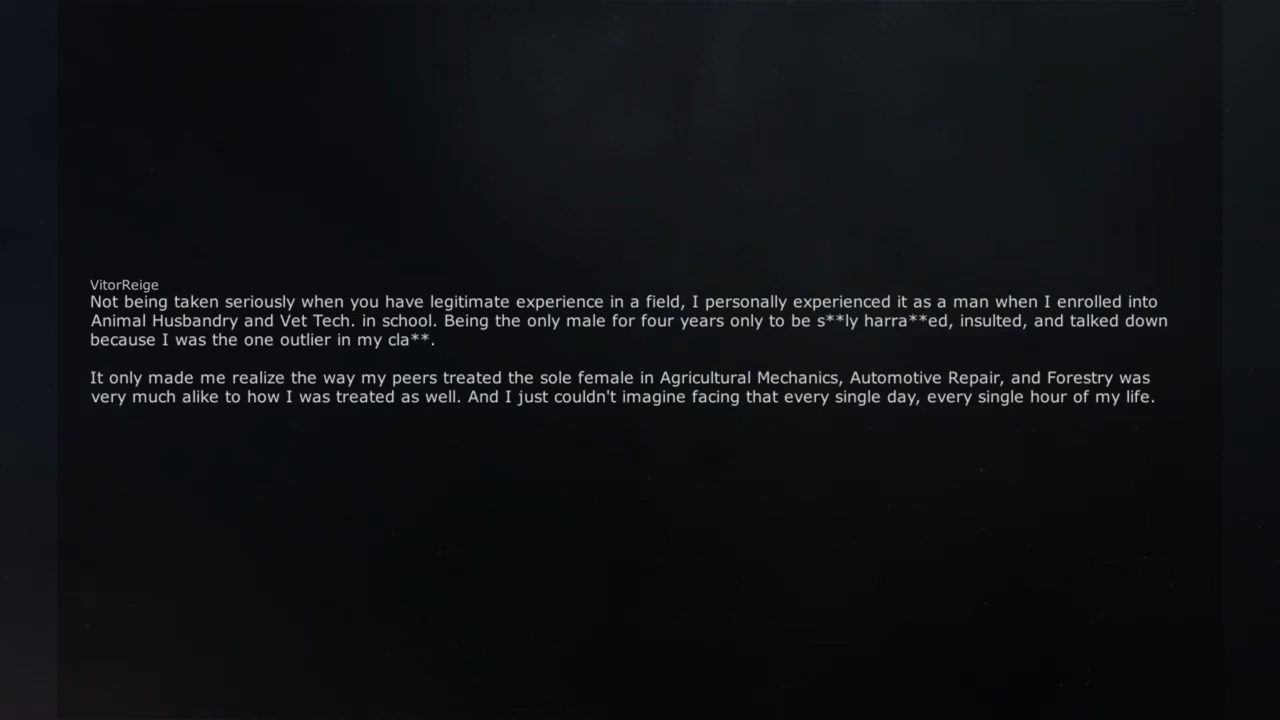 VitorReige
Not being taken seriously when you have legitimate experience in a field, I personally experienced it as a man when I enrolled into
Animal Husbandry and Vet Tech. in school. Being the only male for four years only to be s**ly harra**ed, insulted, and talked down
because I was the one outlier in my cla**.
It only made me realize the way my peers treated the sole female in Agricultural Mechanics, Automotive Repair, and Forestry was
very much alike to how I was treated as well. And I just couldn't imagine facing that every single day, every single hour of my life.